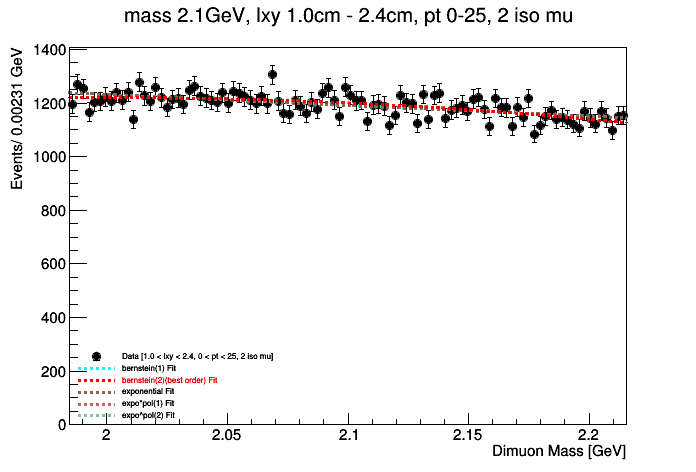 mass 2.1GeV, lxy 1.0cm - 2.4cm, pt 0-25, 2 iso mu
Events/ 0.00231 GeV
1400
1200
1000
800
600
400
200
0
Data [1.0 < lxy < 2.4, 0 < pt < 25, 2 iso mu]
bernstein(1) Fit
bernstein(2)(best order) Fit
exponential Fit
expo*pol(1) Fit
expo*pol(2) Fit
2
2.05
2.1
2.15
2.2
Dimuon Mass [GeV]